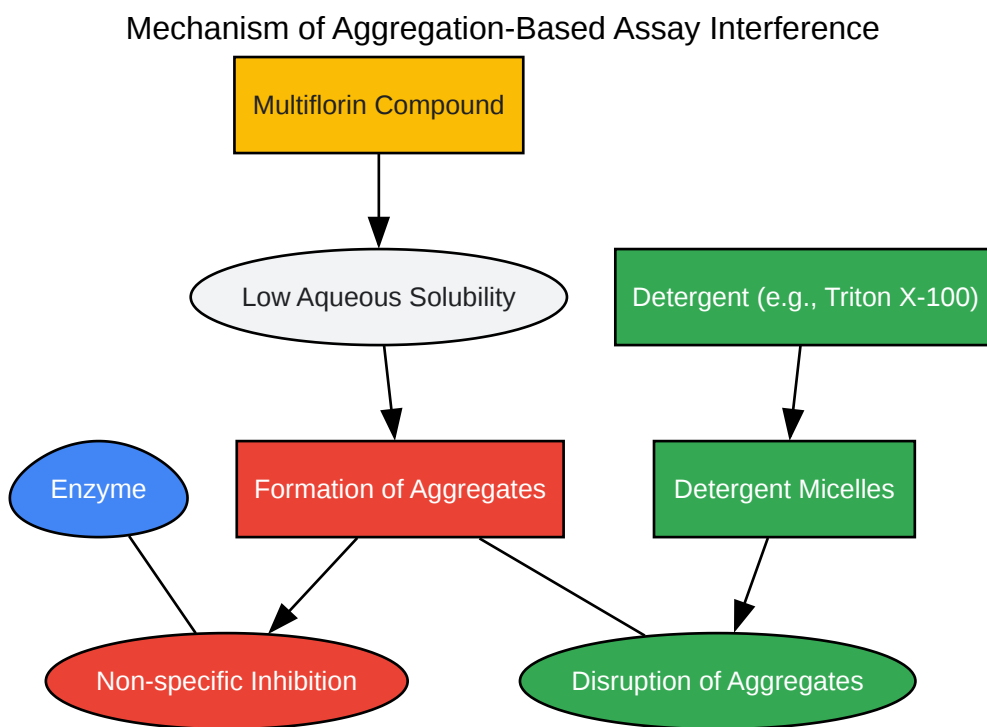 Mechanism of Aggregation-Based Assay Interference
Multiflorin Compound
Low Aqueous Solubility
Detergent (e.g., Triton X-100)
Enzyme
Formation of Aggregates
Detergent Micelles
Non-specific Inhibition
Disruption of Aggregates